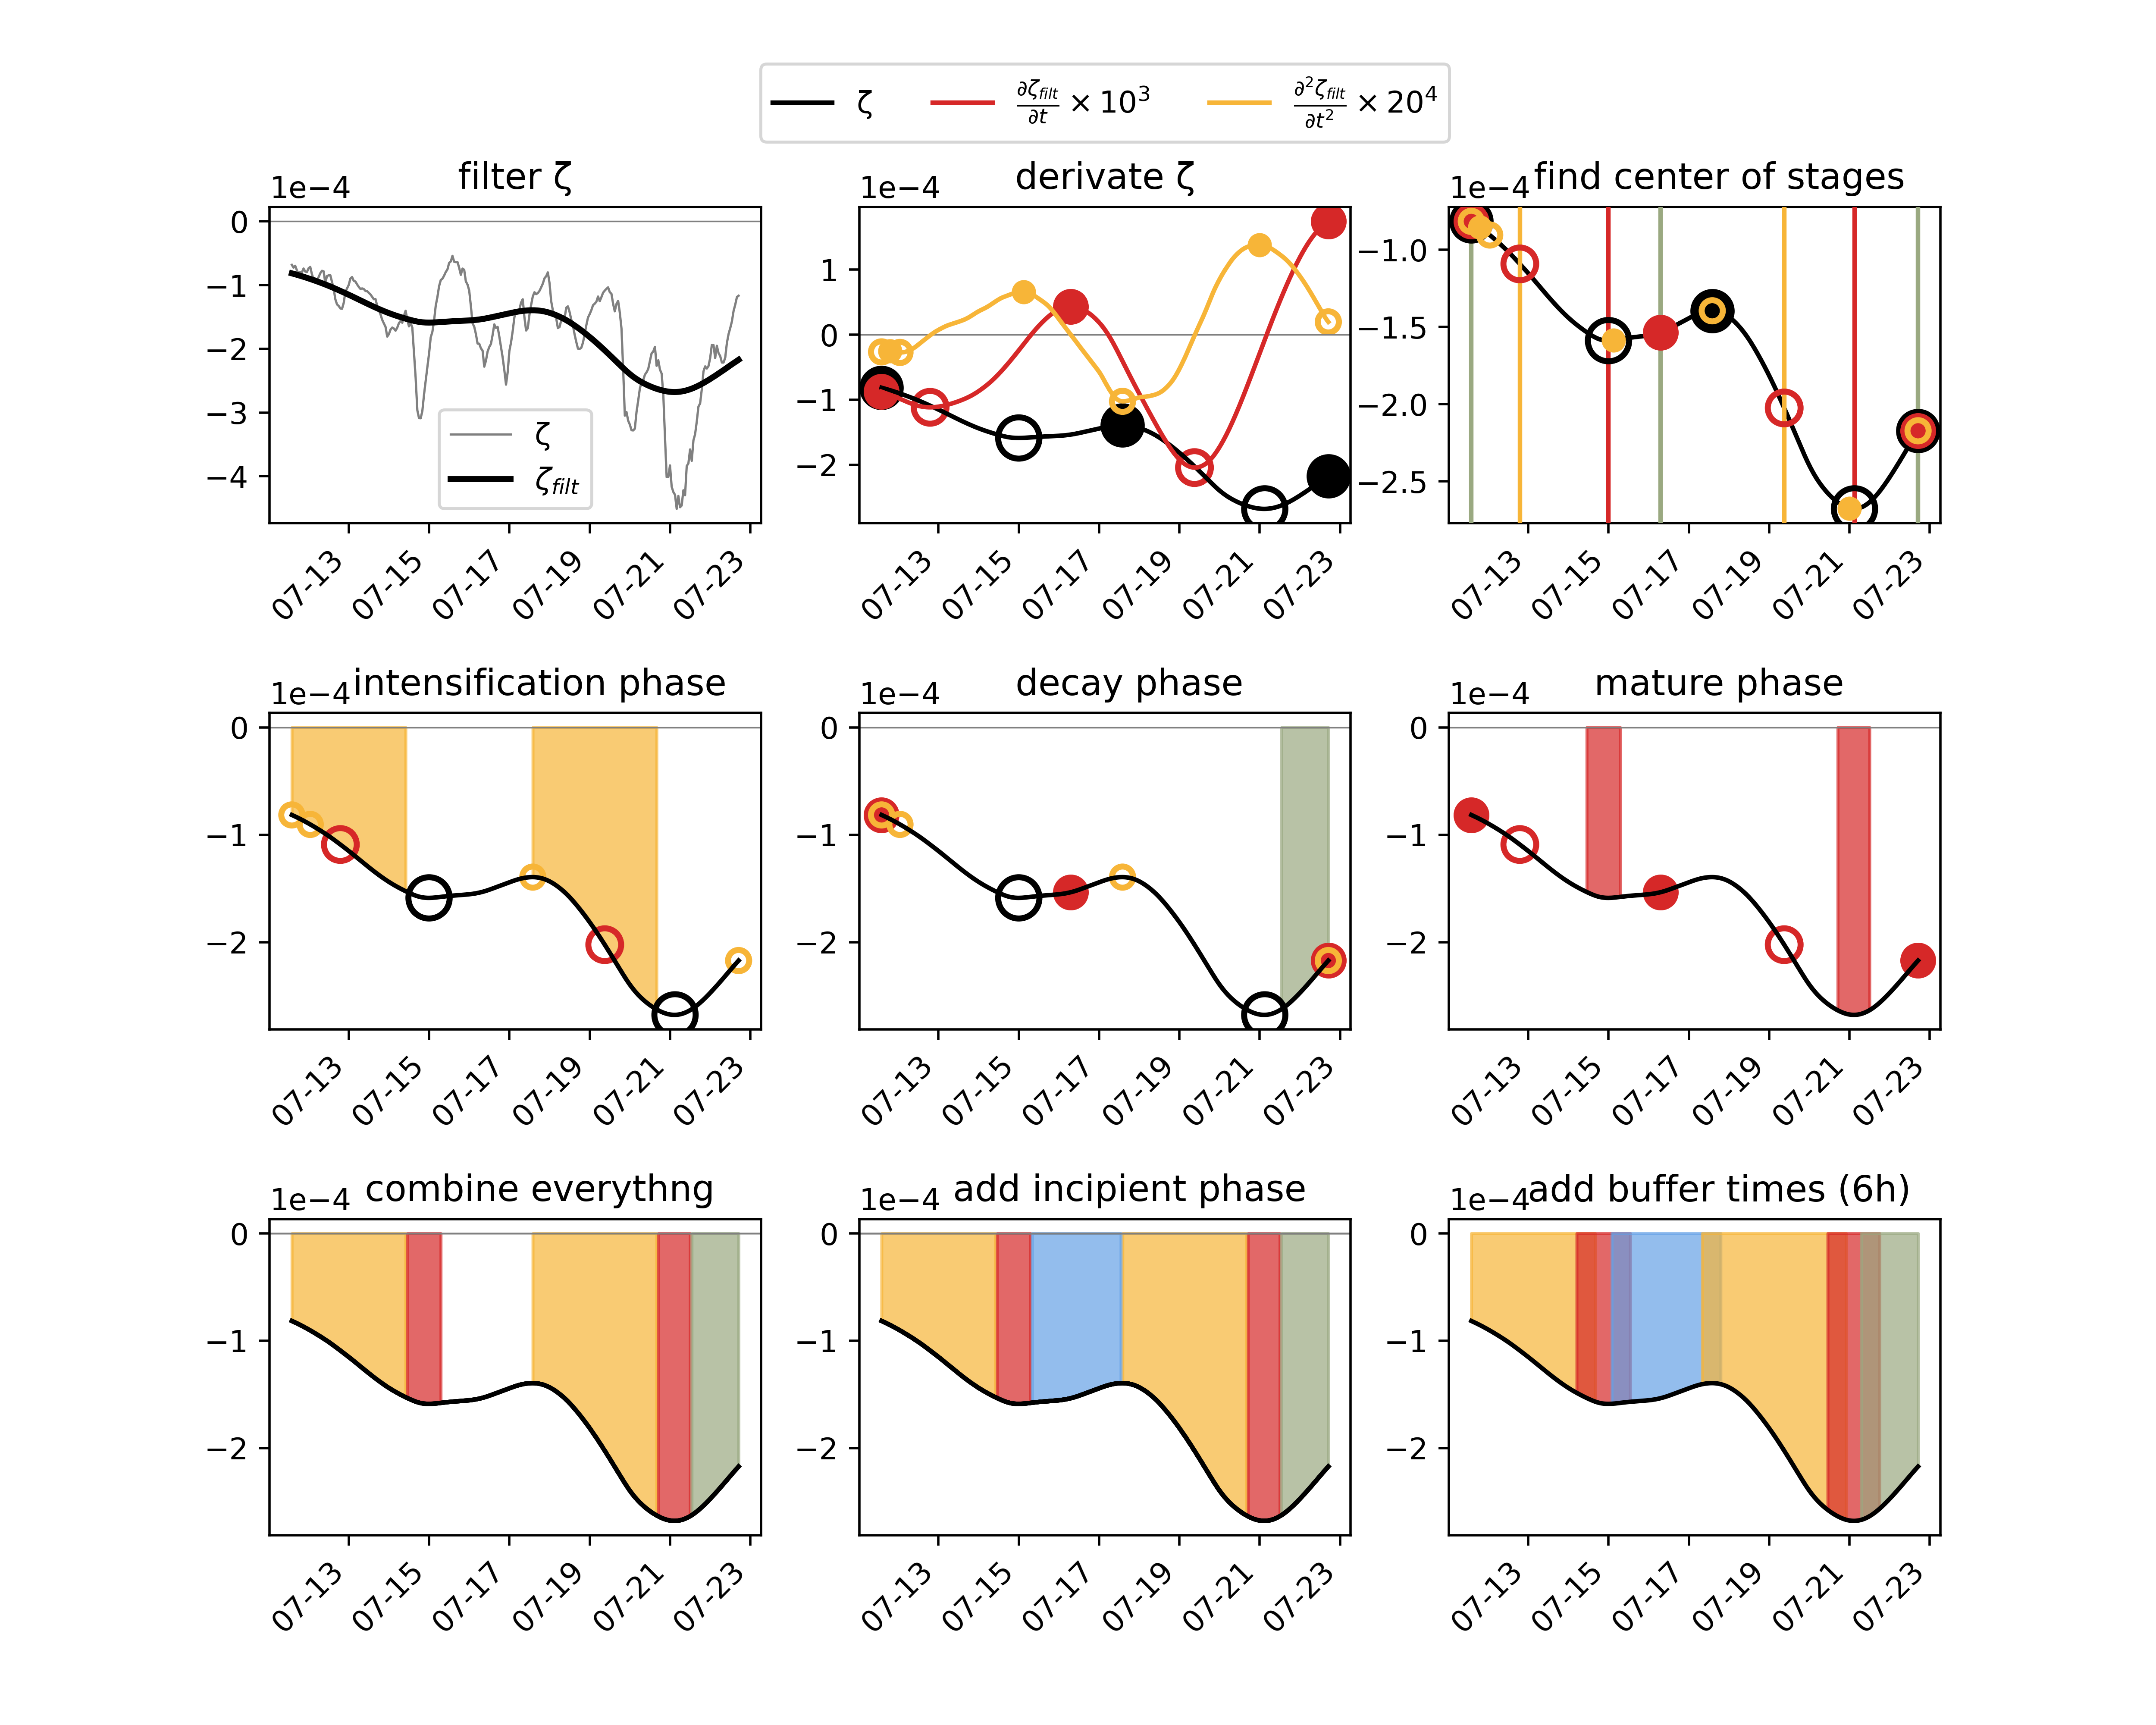 ζ ∂ζfilt/∂t × 10³ ∂²ζfilt/∂t² × 20⁴
filter ζ derivate ζ find center of stages
1e−4 1e−4 1e−4
0
−1
−2
−3
−4
ζ
ζfilt
07-13 07-15 07-17 07-19 07-21 07-23
1
0
−1
−2
07-13 07-15 07-17 07-19 07-21 07-23
−1.0
−1.5
−2.0
−2.5
07-13 07-15 07-17 07-19 07-21 07-23
intensification phase decay phase mature phase
1e−4 1e−4 1e−4
0
−1
−2
07-13 07-15 07-17 07-19 07-21 07-23
0
−1
−2
07-13 07-15 07-17 07-19 07-21 07-23
0
−1
−2
07-13 07-15 07-17 07-19 07-21 07-23
combine everythng add incipient phase add buffer times (6h)
1e−4 1e−4 1e−4
0
−1
−2
07-13 07-15 07-17 07-19 07-21 07-23
0
−1
−2
07-13 07-15 07-17 07-19 07-21 07-23
0
−1
−2
07-13 07-15 07-17 07-19 07-21 07-23